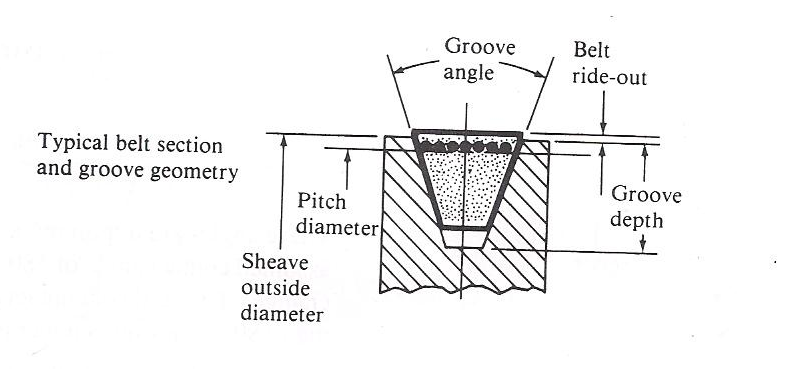 Groove
angle
Belt
ride-out
Typical belt section
and groove geometry
Pitch
diameter
Groove
depth
Sheave
outside
diameter